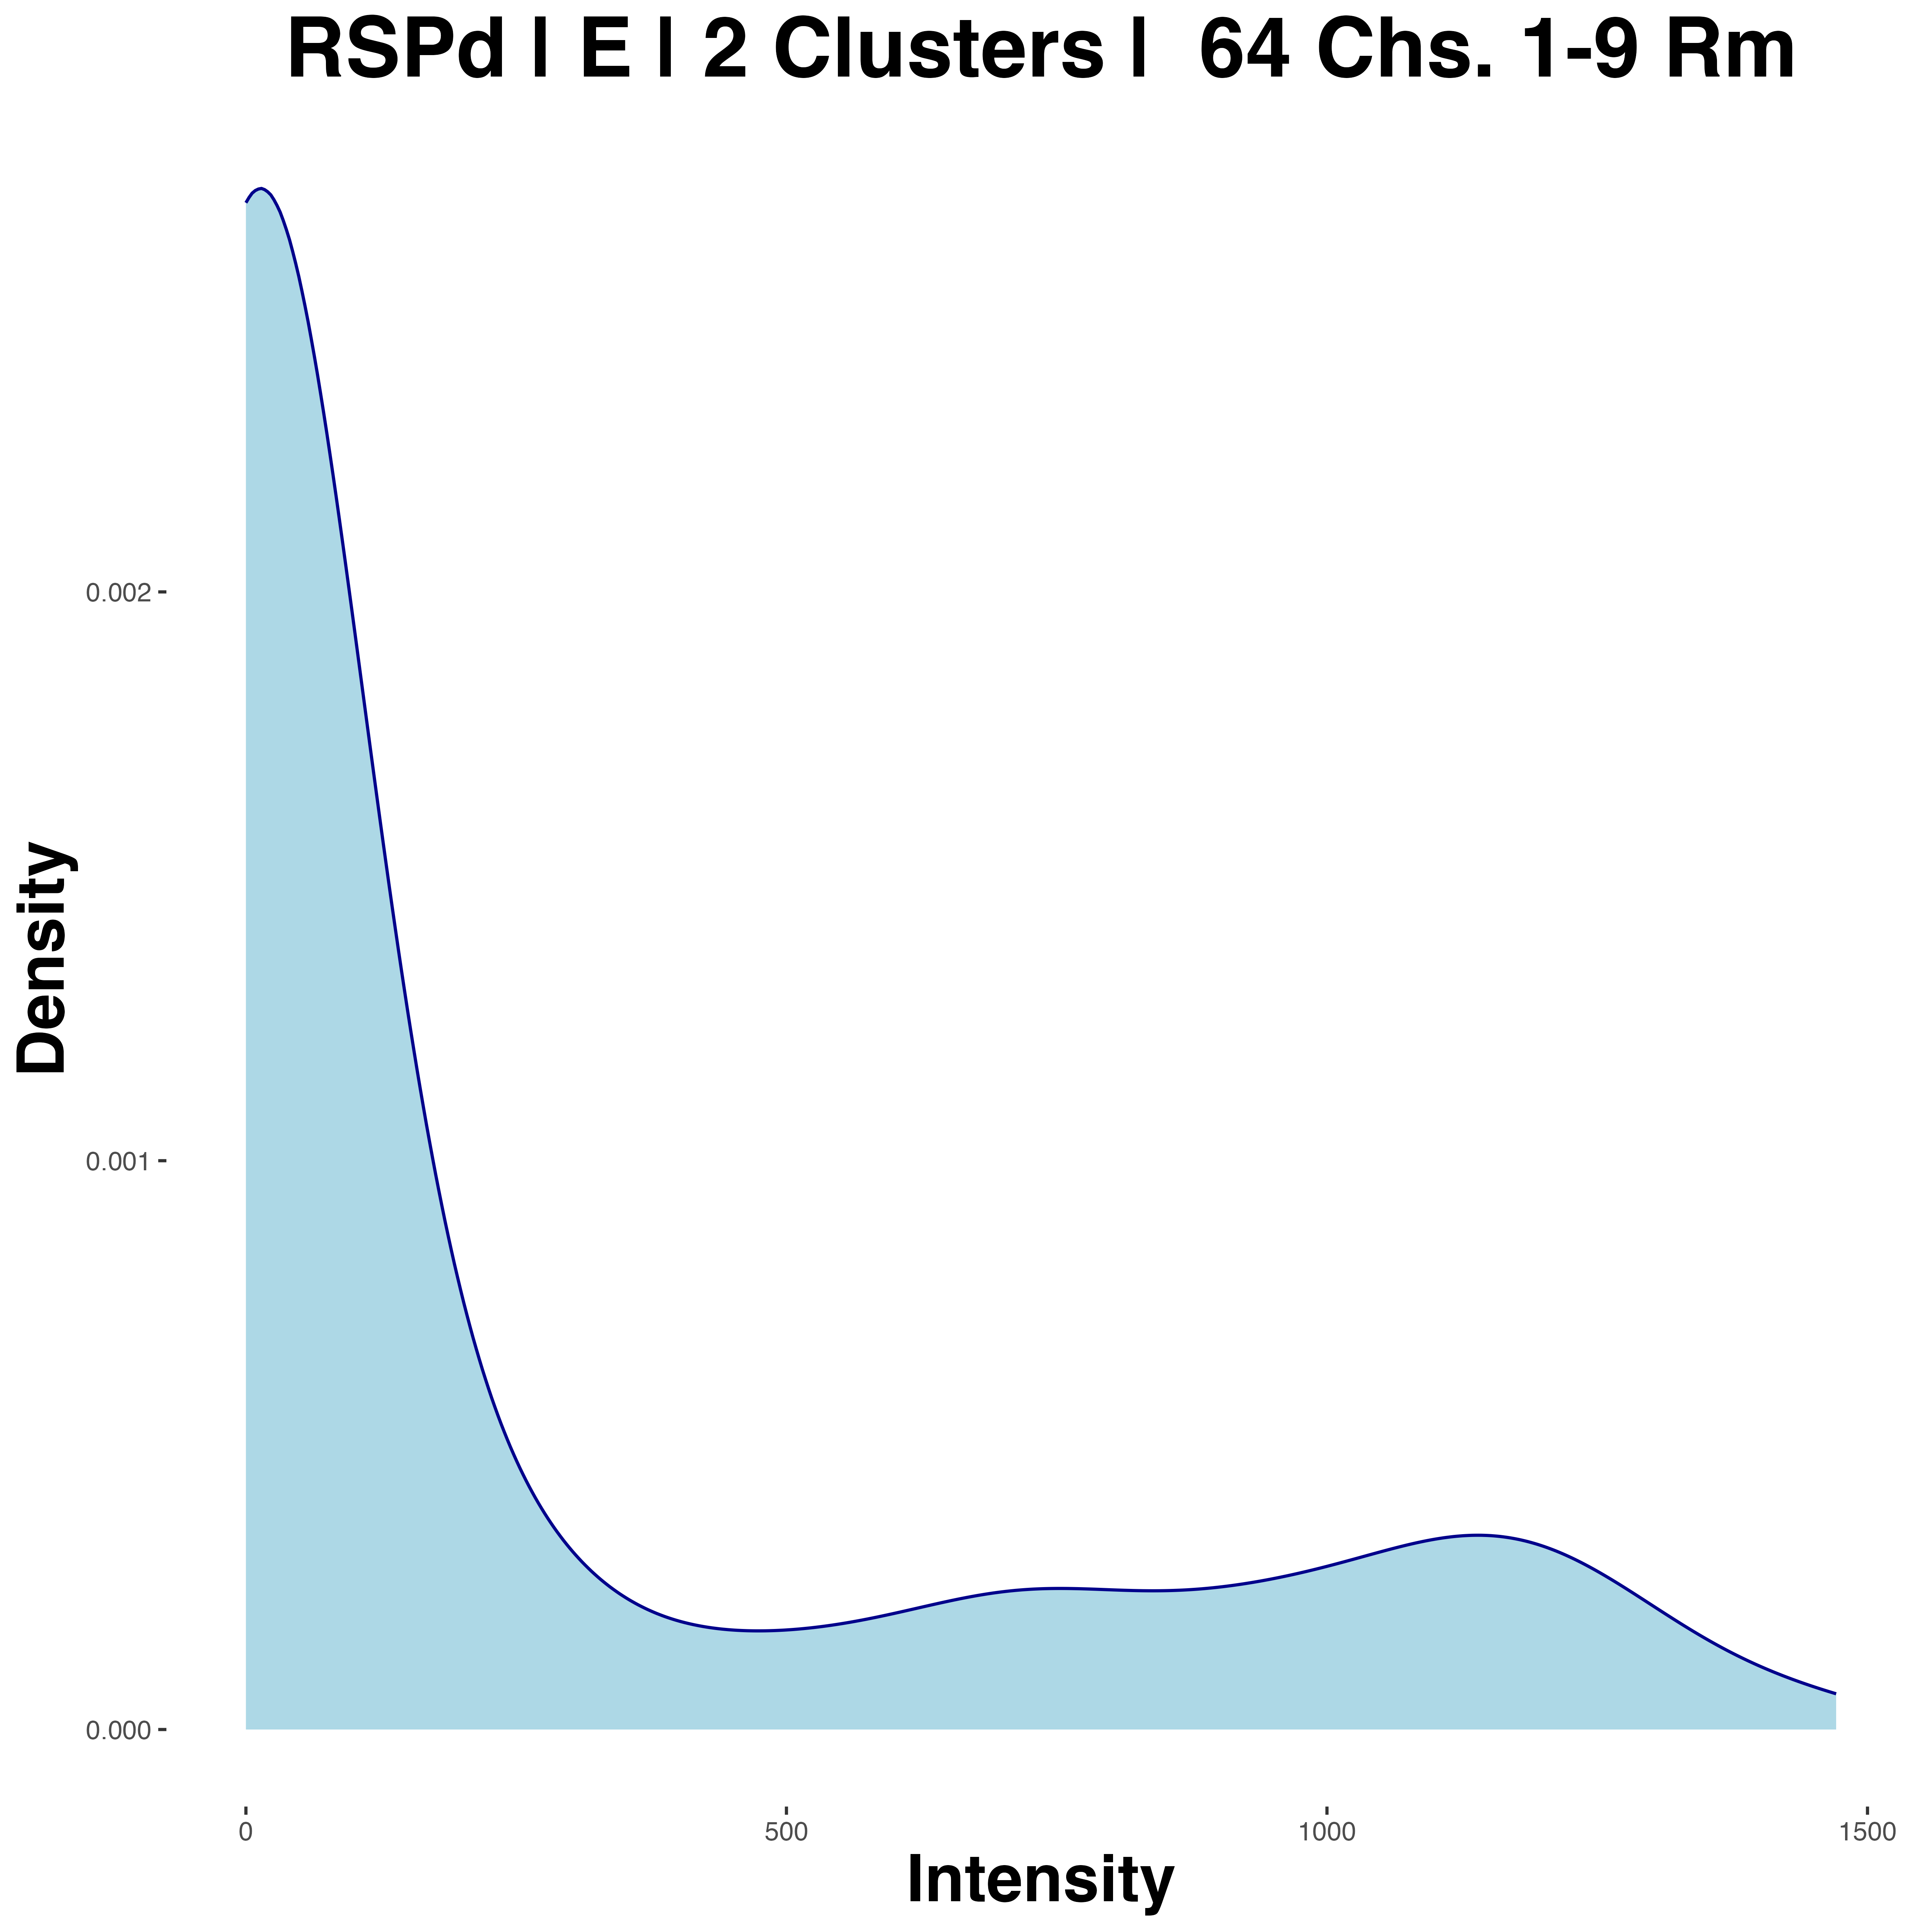 RSPd | E | 2 Clusters |  64 Chs. 1-9 Rm
Density
0.002
0.001
0.000
0
500
1000
1500
Intensity